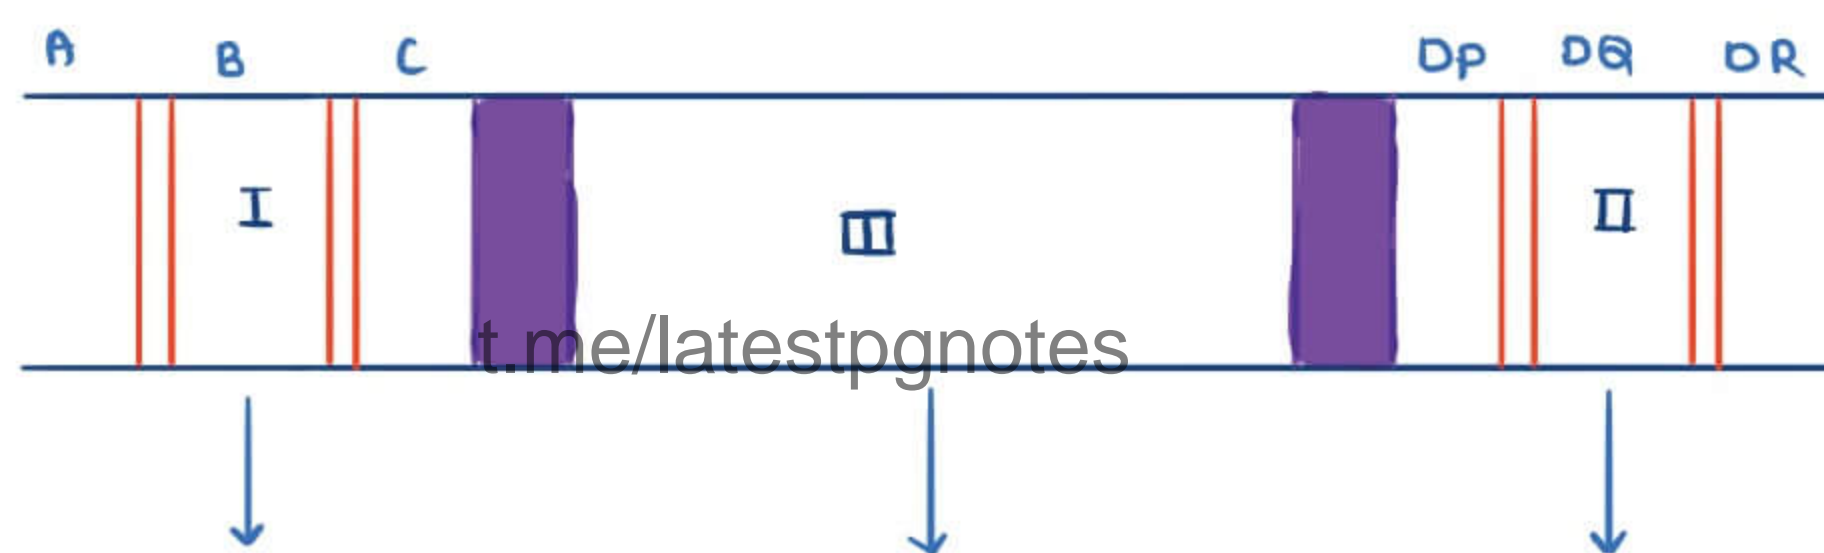 A B C Dp DQ DR
I III II
t.me/latestpgnotes